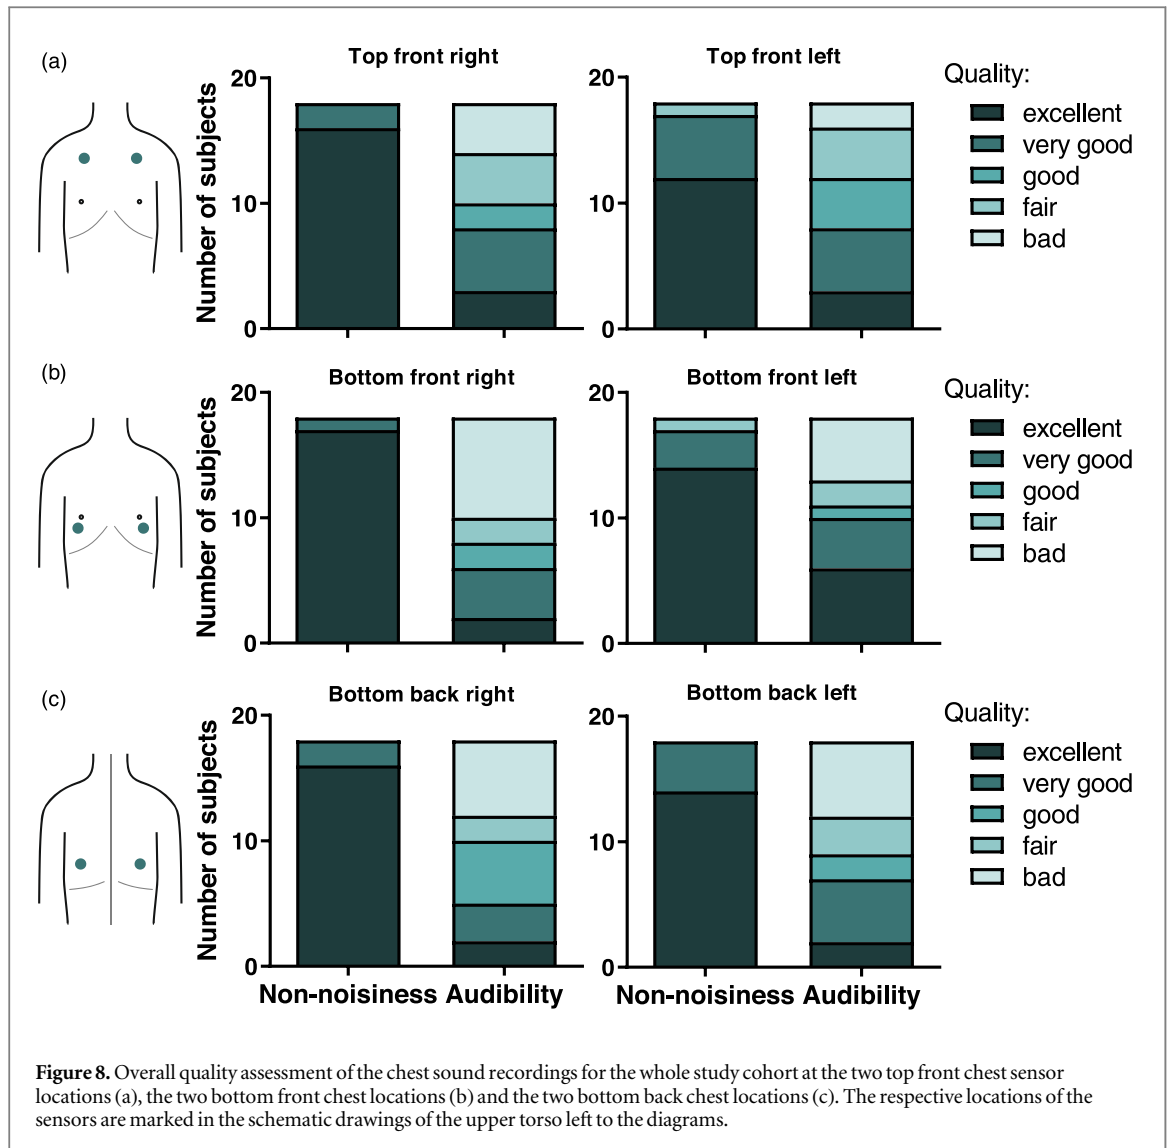 (a)
Top front right
Top front left
Quality:
excellent
very good
good
fair
bad
Number of subjects
20
10
0
20
10
0
(b)
Bottom front right
Bottom front left
Quality:
excellent
very good
good
fair
bad
Number of subjects
20
10
0
20
10
0
(c)
Bottom back right
Bottom back left
Quality:
excellent
very good
good
fair
bad
Number of subjects
20
10
0
20
10
0
Non-noisiness Audibility
Non-noisiness Audibility
Figure 8. Overall quality assessment of the chest sound recordings for the whole study cohort at the two top front chest sensor
locations (a), the two bottom front chest locations (b) and the two bottom back chest locations (c). The respective locations of the
sensors are marked in the schematic drawings of the upper torso left to the diagrams.